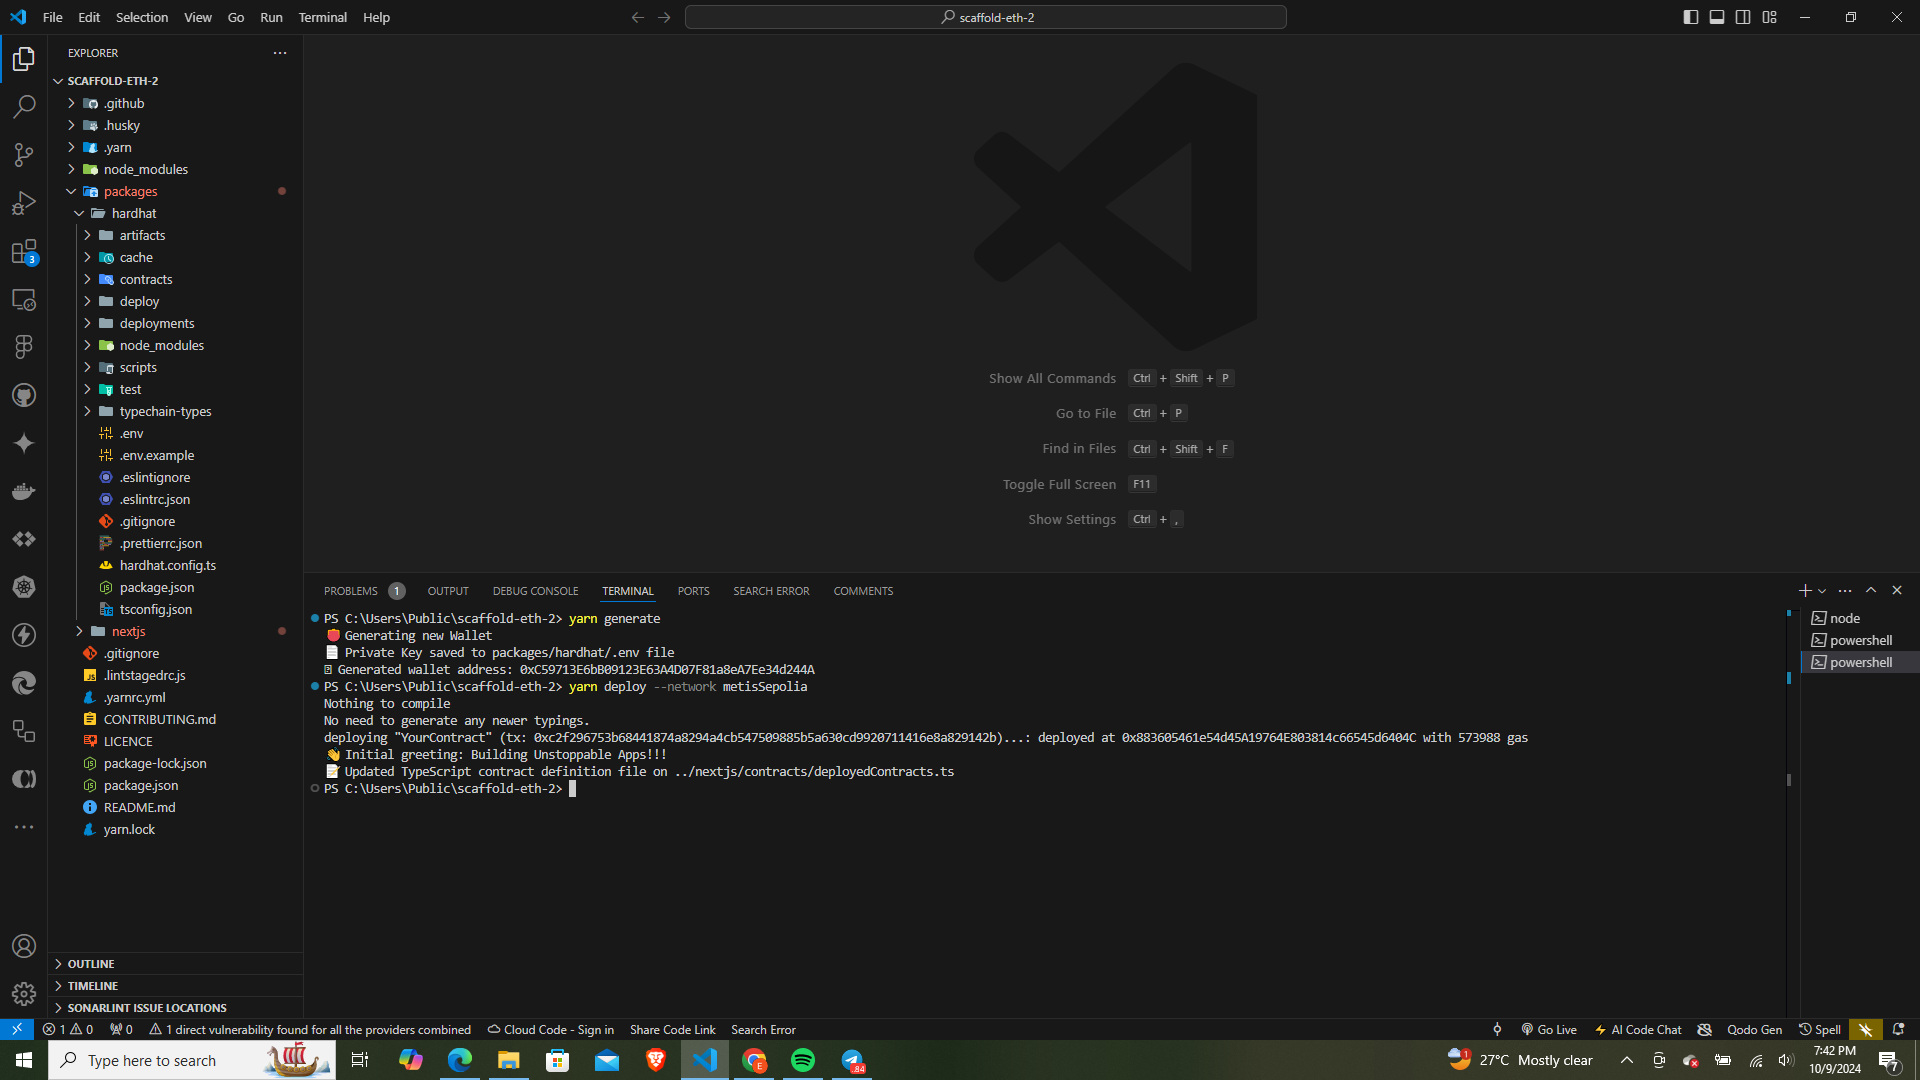 File Edit Selection View Go Run Terminal Help
scaffold-eth-2
EXPLORER
SCAFFOLD-ETH-2
.github
.husky
.yarn
node_modules
packages
hardhat
artifacts
cache
contracts
deploy
deployments
node_modules
scripts
test
typechain-types
.env
.env.example
.eslintignore
.eslintrc.json
.gitignore
.prettierrc.json
hardhat.config.ts
package.json
tsconfig.json
nextjs
.gitignore
.lintstagedrc.js
.yarnrc.yml
CONTRIBUTING.md
LICENCE
package-lock.json
package.json
README.md
yarn.lock
OUTLINE
TIMELINE
SONARLINT ISSUE LOCATIONS
3
Show All Commands Ctrl + Shift + P
Go to File Ctrl + P
Find in Files Ctrl + Shift + F
Toggle Full Screen F11
Show Settings Ctrl + ,
PROBLEMS 1 OUTPUT DEBUG CONSOLE TERMINAL PORTS SEARCH ERROR COMMENTS
PS C:\Users\Public\scaffold-eth-2> yarn generate
👛 Generating new Wallet
📄 Private Key saved to packages/hardhat/.env file
Generated wallet address: 0xC59713E6bB09123E63A4D07F81a8eA7Ee34d244A
PS C:\Users\Public\scaffold-eth-2> yarn deploy --network metisSepolia
Nothing to compile
No need to generate any newer typings.
deploying "YourContract" (tx: 0xc2f296753b68441874a8294a4cb547509885b5a630cd9920711416e8a829142b)...: deployed at 0x883605461e54d45A19764E803814c66545d6404C with 573988 gas
👋 Initial greeting: Building Unstoppable Apps!!!
📝 Updated TypeScript contract definition file on ../nextjs/contracts/deployedContracts.ts
PS C:\Users\Public\scaffold-eth-2>
node
powershell
powershell
1 0 0 1 direct vulnerability found for all the providers combined Cloud Code - Sign in Share Code Link Search Error Go Live AI Code Chat Qodo Gen Spell
Type here to search
E
84
1
27°C Mostly clear
7:42 PM
10/9/2024
7